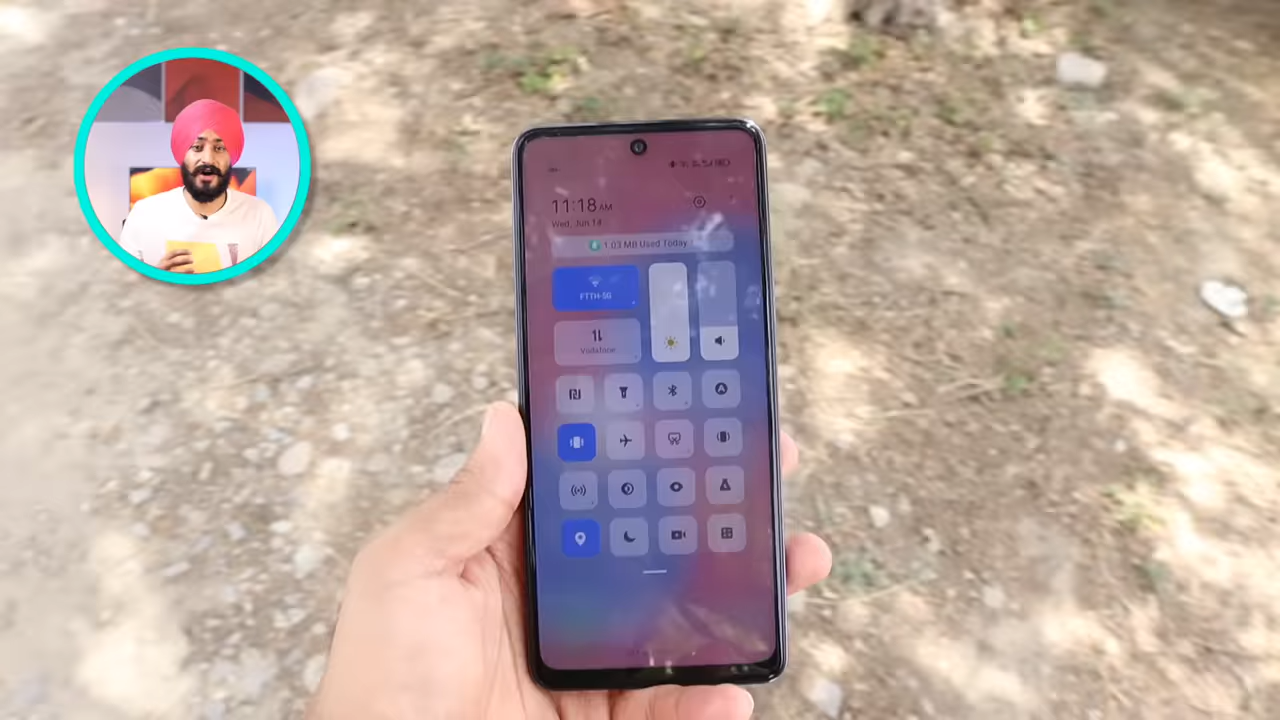 11:18 AM
Wed, Jun 14
1.03 MB Used Today
FTTH-5G
Vodafone